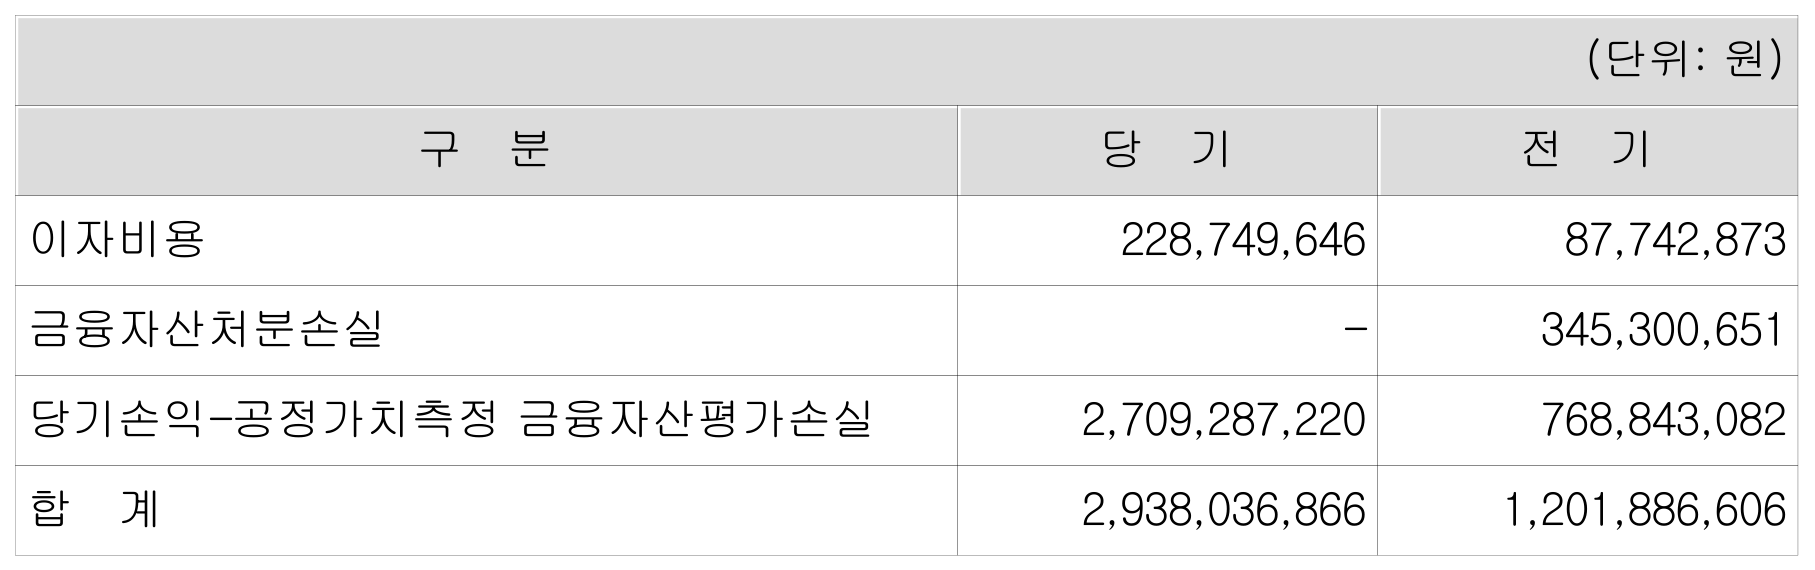 (단위: 원)
구 분 당 기 전 기
이자비용 228,749,646 87,742,873
금융자산처분손실 - 345,300,651
당기손익-공정가치측정 금융자산평가손실 2,709,287,220 768,843,082
합 계 2,938,036,866 1,201,886,606